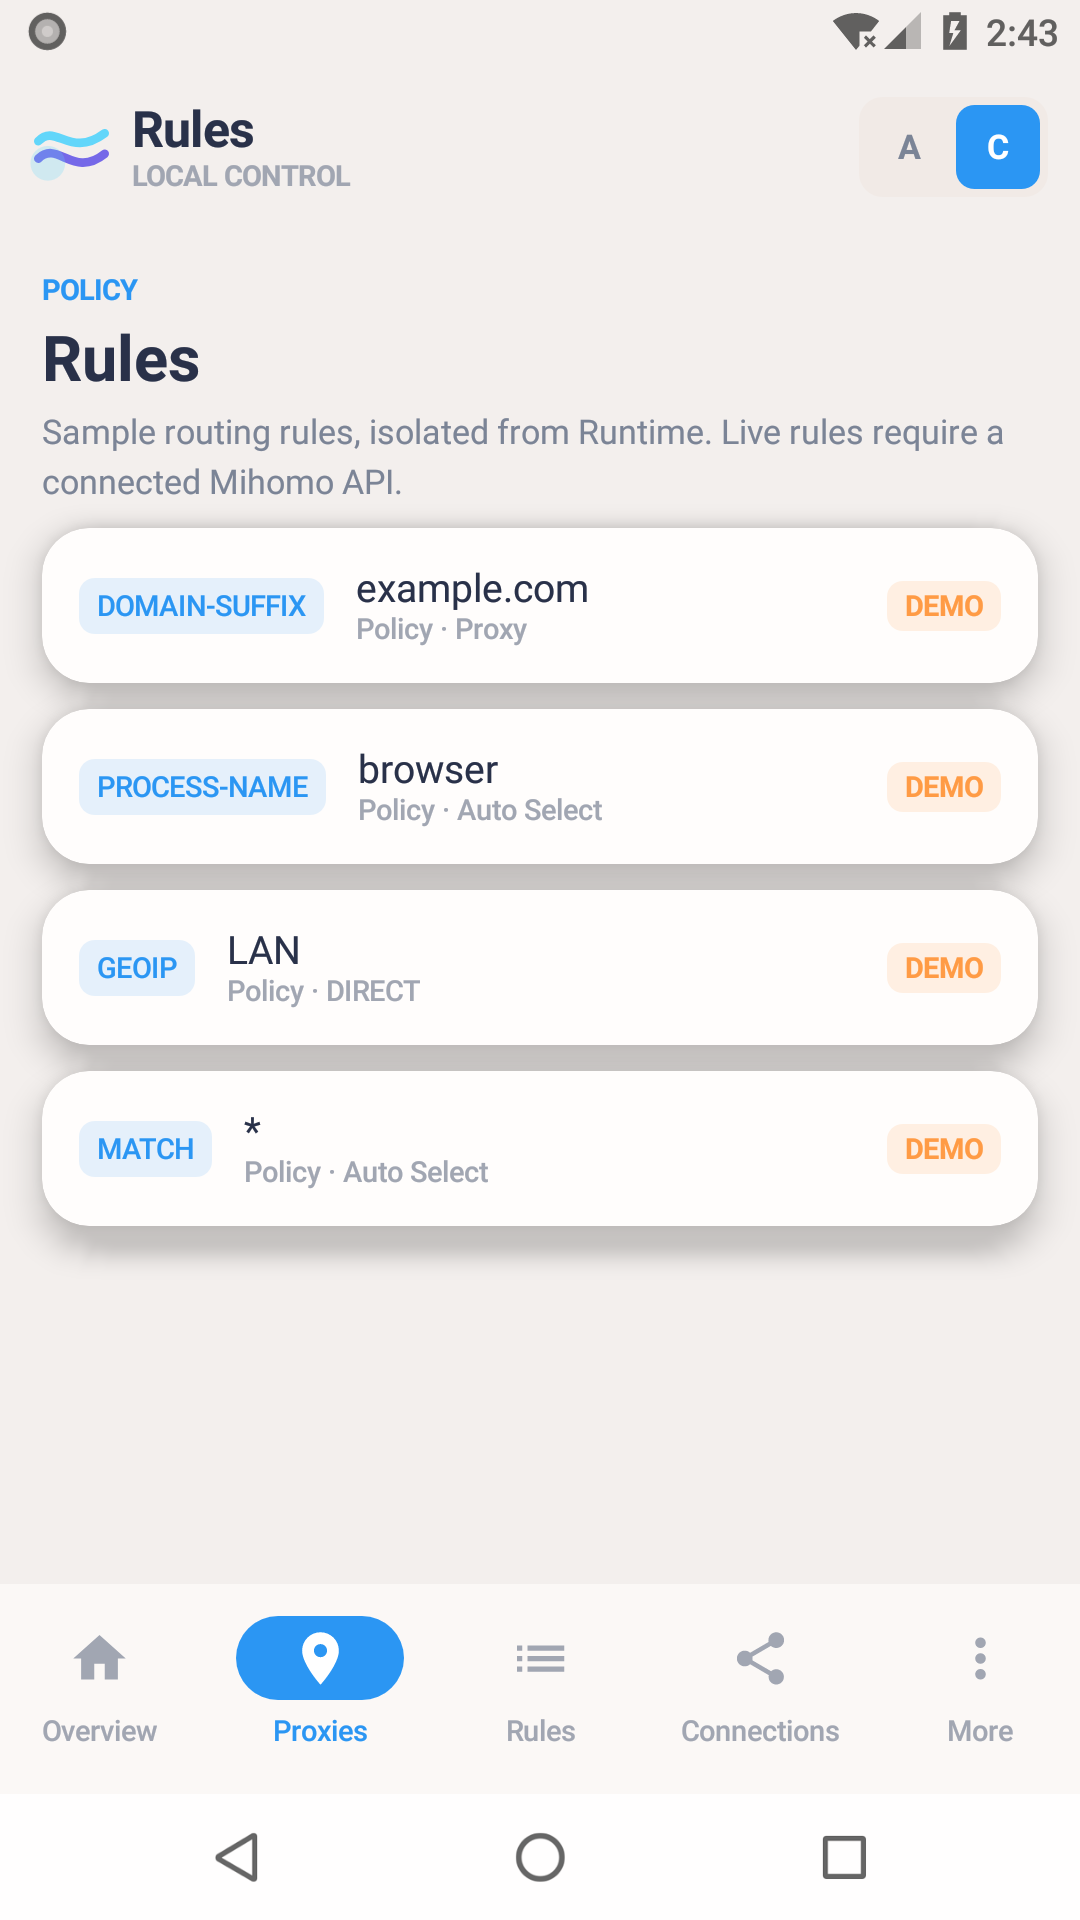 2:43
Rules
LOCAL CONTROL
A
C
POLICY
Rules
Sample routing rules, isolated from Runtime. Live rules require a
connected Mihomo API.
DOMAIN-SUFFIX
example.com
Policy · Proxy
DEMO
PROCESS-NAME
browser
Policy · Auto Select
DEMO
GEOIP
LAN
Policy · DIRECT
DEMO
MATCH
*
Policy · Auto Select
DEMO
Overview
Proxies
Rules
Connections
More